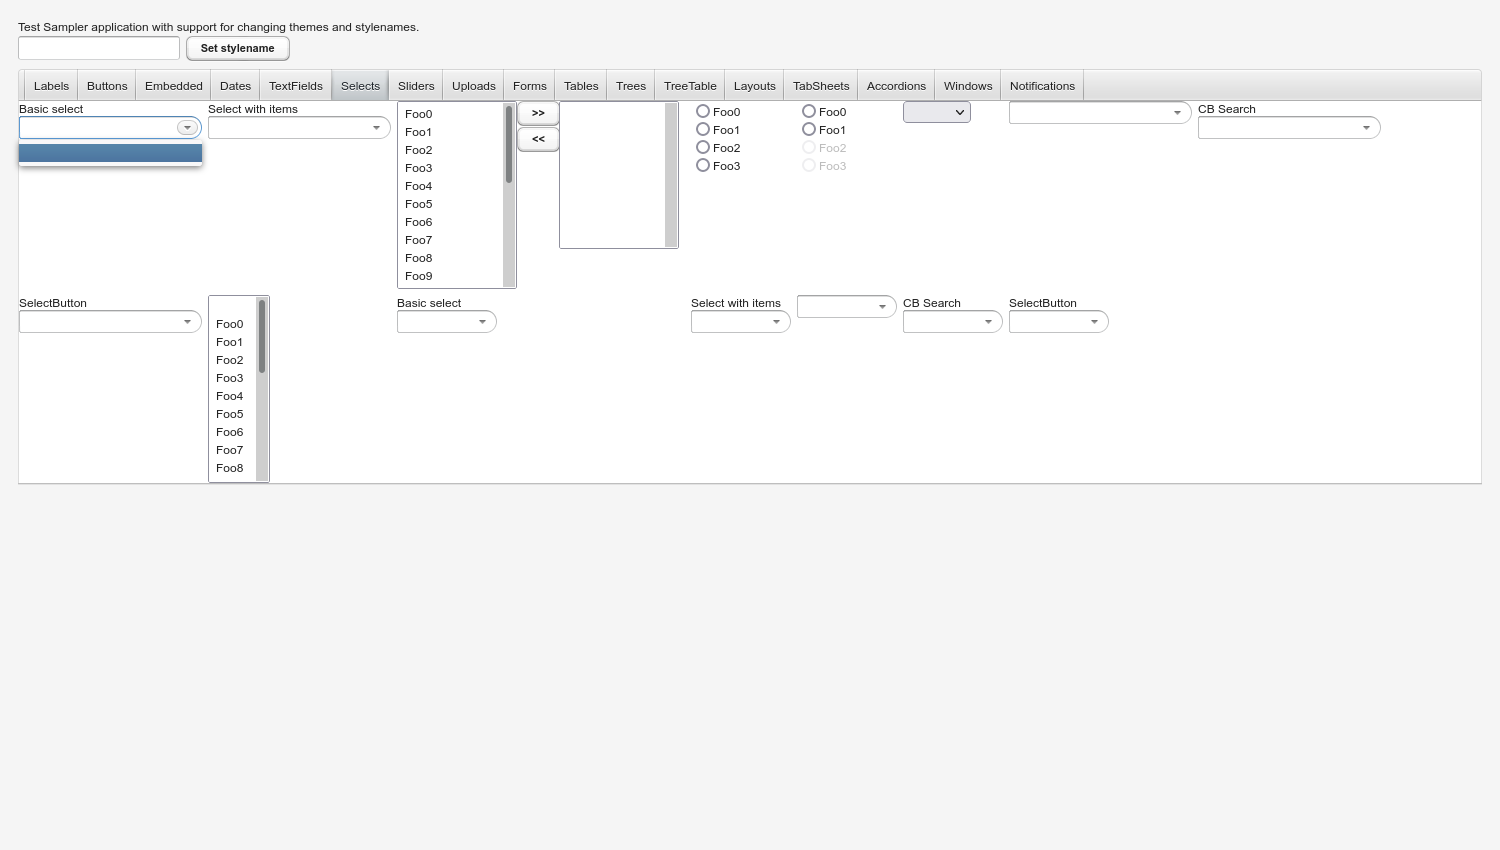 Test Sampler application with support for changing themes and stylenames.
Set stylename
Labels Buttons Embedded Dates TextFields Selects Sliders Uploads Forms Tables Trees TreeTable Layouts TabSheets Accordions Windows Notifications
Basic select
Select with items
Foo0
Foo1
Foo2
Foo3
Foo4
Foo5
Foo6
Foo7
Foo8
Foo9
>>
<<
Foo0
Foo1
Foo2
Foo3
Foo0
Foo1
Foo2
Foo3
CB Search
SelectButton
Foo0
Foo1
Foo2
Foo3
Foo4
Foo5
Foo6
Foo7
Foo8
Basic select
Select with items
CB Search
SelectButton